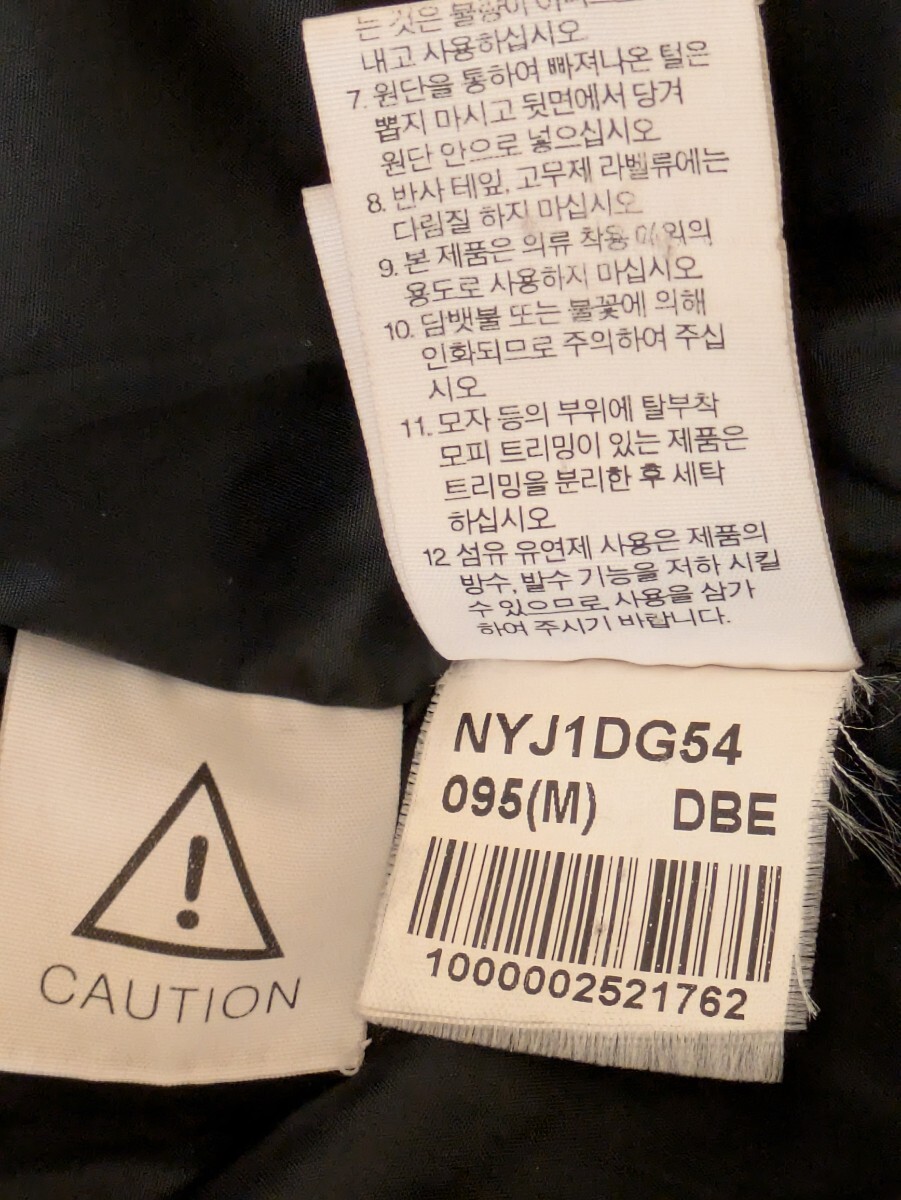 는 것은 불량이
내고 사용하십시오
7. 원단을 통하여 빠져나온 털은
뽑지 마시고 뒷면에서 당겨
원단 안으로 넣으십시오
8. 반사 테잎, 고무제 라벨류에는
다림질 하지 마십시오
9. 본 제품은 의류 착용 이외의
용도로 사용하지 마십시오
10. 담뱃불 또는 불꽃에 의해
인화되므로 주의하여 주십
시오
11. 모자 등의 부위에 탈부착
모피 트리밍이 있는 제품은
트리밍을 분리한 후 세탁
하십시오
12 섬유 유연제 사용은 제품의
방수, 발수 기능을 저하 시킬
수 있으므로 사용을 삼가
하여 주시기 바랍니다.
NYJ1DG54
095(M) DBE
1000002521762
CAUTION